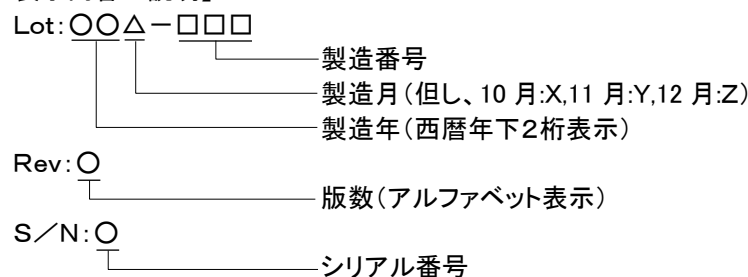 Lot:○○△－□□□
製造番号
製造月(但し、10 月:X,11 月:Y,12 月:Z)
製造年(西暦年下2桁表示)
Rev:○
版数(アルファベット表示)
S／N:○
シリアル番号